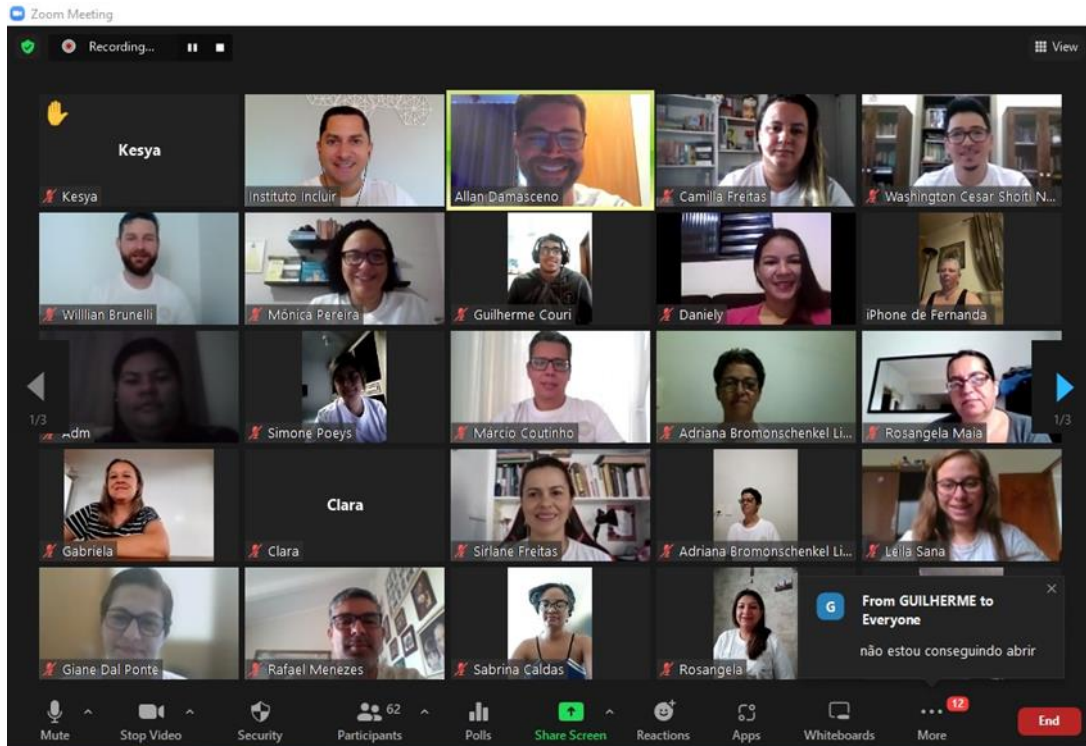 Zoom Meeting
Recording...
View
Kesya
Kesya
Instituto Incluir
Allan Damasceno
Camilla Freitas
Washington Cesar Shoiti N...
Willlian Brunelli
Mônica Pereira
Guilherme Couri
Daniely
iPhone de Fernanda
1/3
Adm
Simone Poeys
Márcio Coutinho
Adriana Bromonschenkel Li...
Rosangela Maia
1/3
Gabriela
Clara
Clara
Sirlane Freitas
Adriana Bromonschenkel Li...
Leila Sana
Giane Dal Ponte
Rafael Menezes
Sabrina Caldas
Rosangela
G
From GUILHERME to
Everyone
não estou conseguindo abrir
Mute
Stop Video
Security
62
Participants
Polls
Share Screen
Reactions
Apps
Whiteboards
12
More
End